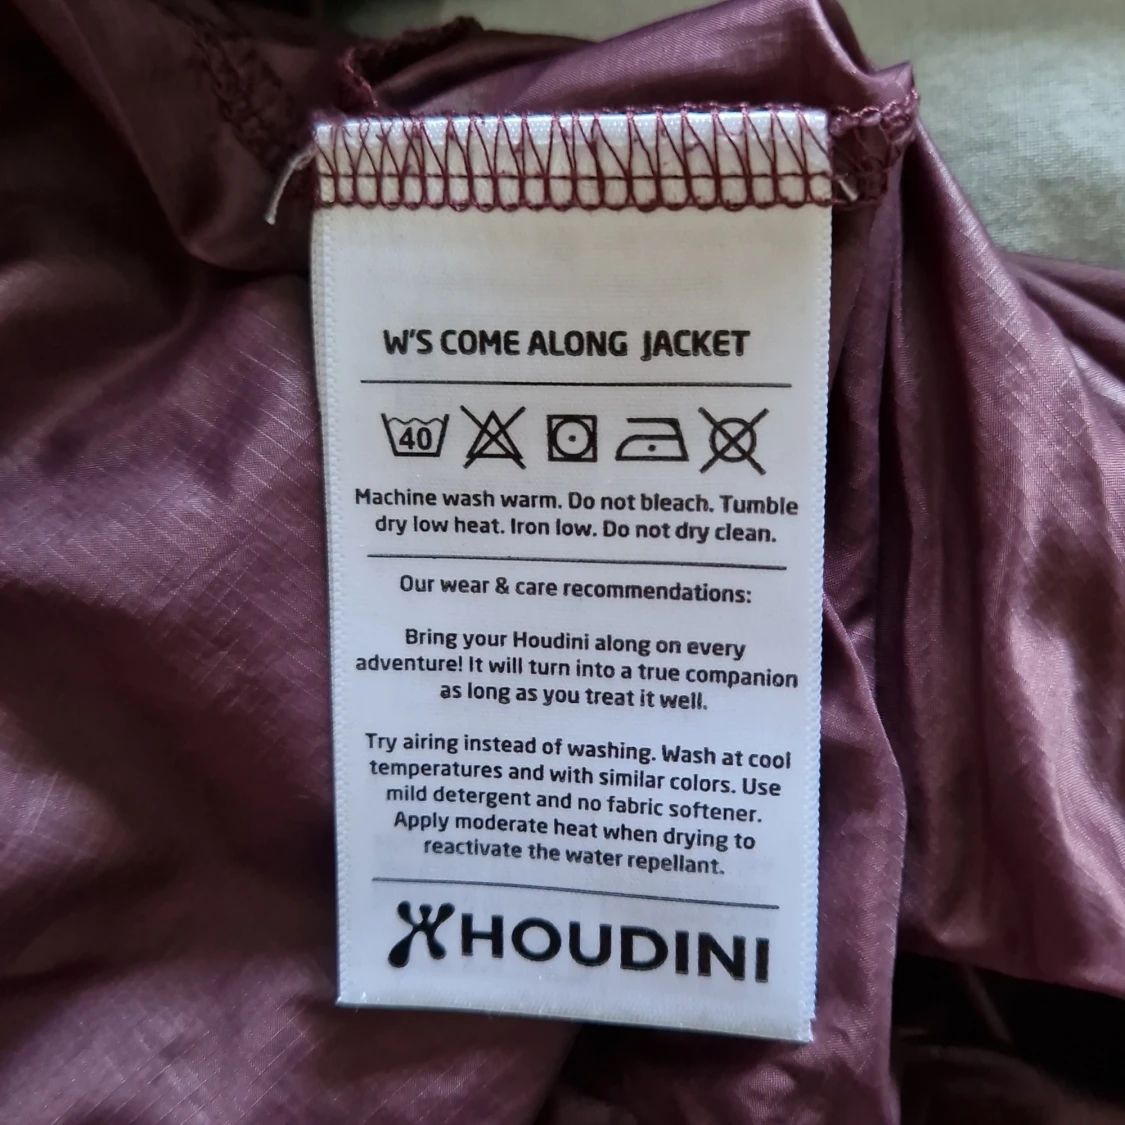 W'S COME ALONG JACKET
40
Machine wash warm. Do not bleach. Tumble
dry low heat. Iron low. Do not dry clean.
Our wear & care recommendations:
Bring your Houdini along on every
adventure! It will turn into a true companion
as long as you treat it well.
Try airing instead of washing. Wash at cool
temperatures and with similar colors. Use
mild detergent and no fabric softener.
Apply moderate heat when drying to
reactivate the water repellant.
HOUDINI